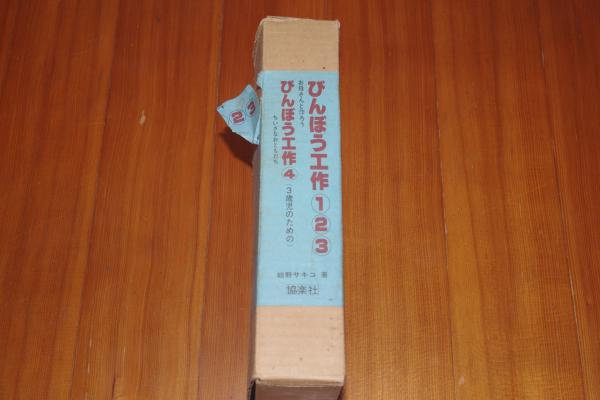 びんぼう工作①②③
お母さんと作ろう
びんぼう工作④(3歳児のための)
ちいさなおともだち
②③
野サキコ 著
協楽社